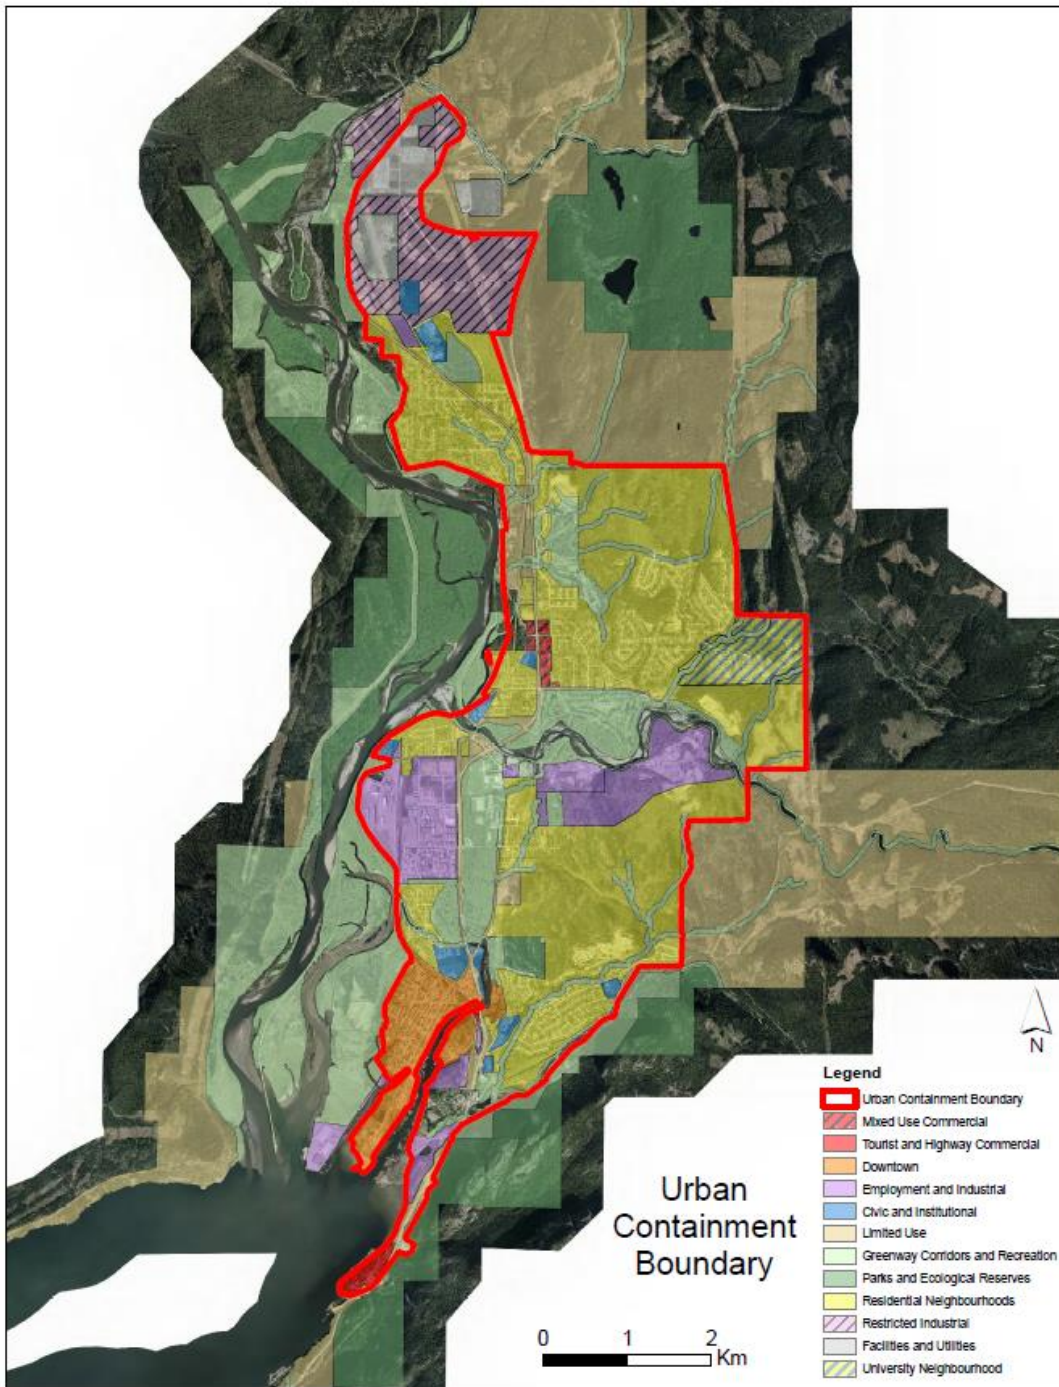 N
Legend
Urban Containment Boundary
Mixed Use Commercial
Tourist and Highway Commercial
Downtown
Employment and Industrial
Civic and Institutional
Limited Use
Greenway Corridors and Recreation
Parks and Ecological Reserves
Residential Neighbourhoods
Restricted Industrial
Facilities and Utilities
University Neighbourhood
Urban
Containment
Boundary
0 1 2
Km